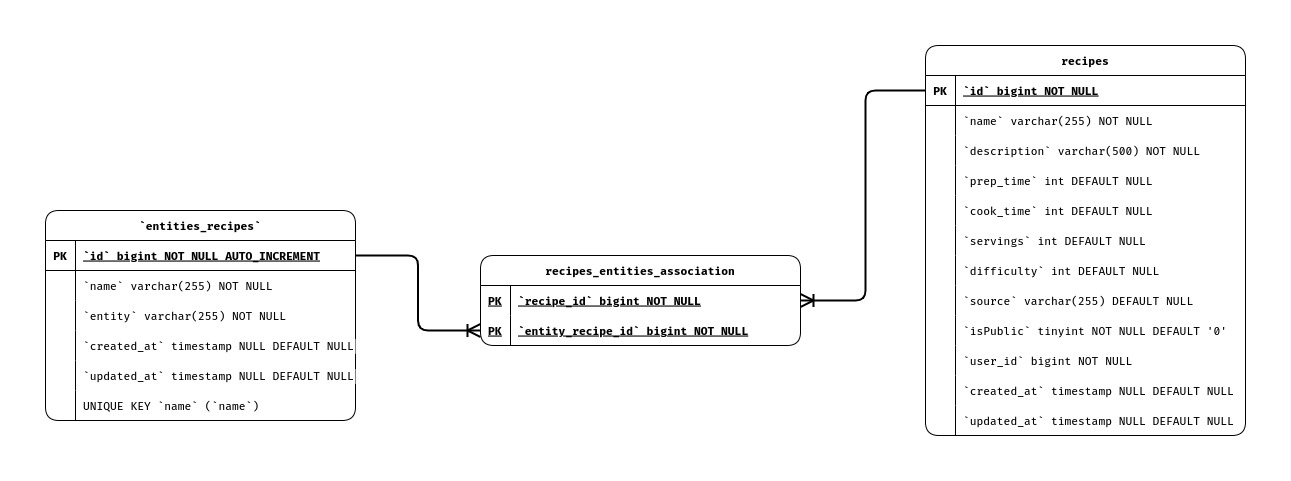 `entities_recipes`
PK `id` bigint NOT NULL AUTO_INCREMENT
`name` varchar(255) NOT NULL
`entity` varchar(255) NOT NULL
`created_at` timestamp NULL DEFAULT NULL
`updated_at` timestamp NULL DEFAULT NULL
UNIQUE KEY `name` (`name`)
recipes_entities_association
PK `recipe_id` bigint NOT NULL
PK `entity_recipe_id` bigint NOT NULL
recipes
PK `id` bigint NOT NULL
`name` varchar(255) NOT NULL
`description` varchar(500) NOT NULL
`prep_time` int DEFAULT NULL
`cook_time` int DEFAULT NULL
`servings` int DEFAULT NULL
`difficulty` int DEFAULT NULL
`source` varchar(255) DEFAULT NULL
`isPublic` tinyint NOT NULL DEFAULT '0'
`user_id` bigint NOT NULL
`created_at` timestamp NULL DEFAULT NULL
`updated_at` timestamp NULL DEFAULT NULL